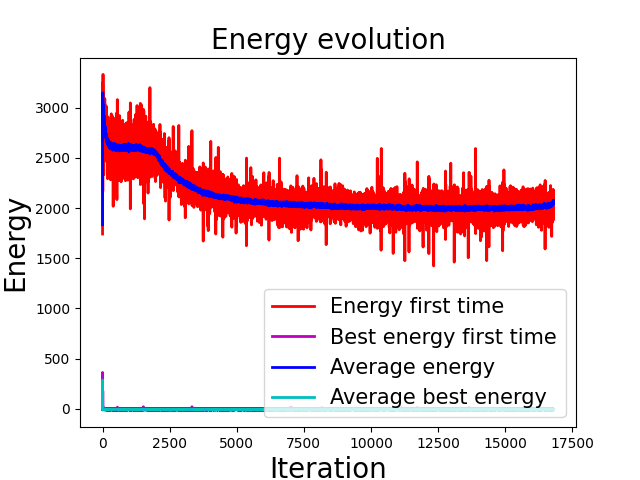 Energy evolution
3000
2500
2000
1500
1000
500
0
Energy
Energy first time
Best energy first time
Average energy
Average best energy
0 2500 5000 7500 10000 12500 15000 17500
Iteration